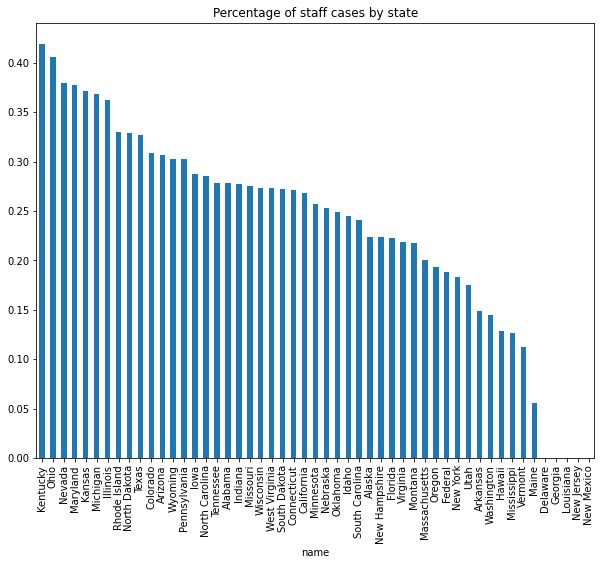 Percentage of staff cases by state
0.40
0.35
0.30
0.25
0.20
0.15
0.10
0.05
0.00
Kentucky
Ohio
Nevada
Maryland
Kansas
Michigan
Illinois
Rhode Island
North Dakota
Texas
Colorado
Arizona
Wyoming
Pennsylvania
Iowa
North Carolina
Tennessee
Alabama
Indiana
Missouri
Wisconsin
West Virginia
South Dakota
Connecticut
California
Minnesota
Nebraska
Oklahoma
Idaho
South Carolina
Alaska
New Hampshire
Florida
Virginia
Montana
Massachusetts
Oregon
Federal
New York
Utah
Arkansas
Washington
Hawaii
Mississippi
Vermont
Maine
Delaware
Georgia
Louisiana
New Jersey
New Mexico
name